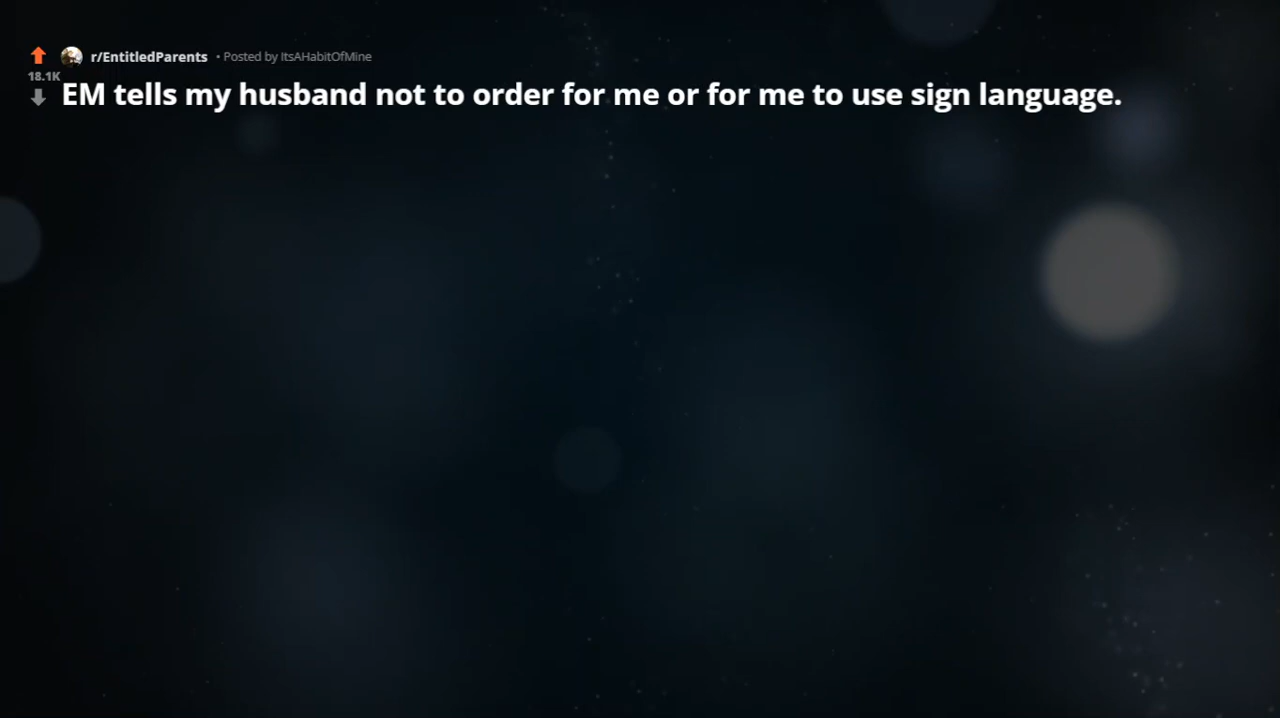 r/EntitledParents • Posted by ItsAHabitOfMine
18.1K
EM tells my husband not to order for me or for me to use sign language.